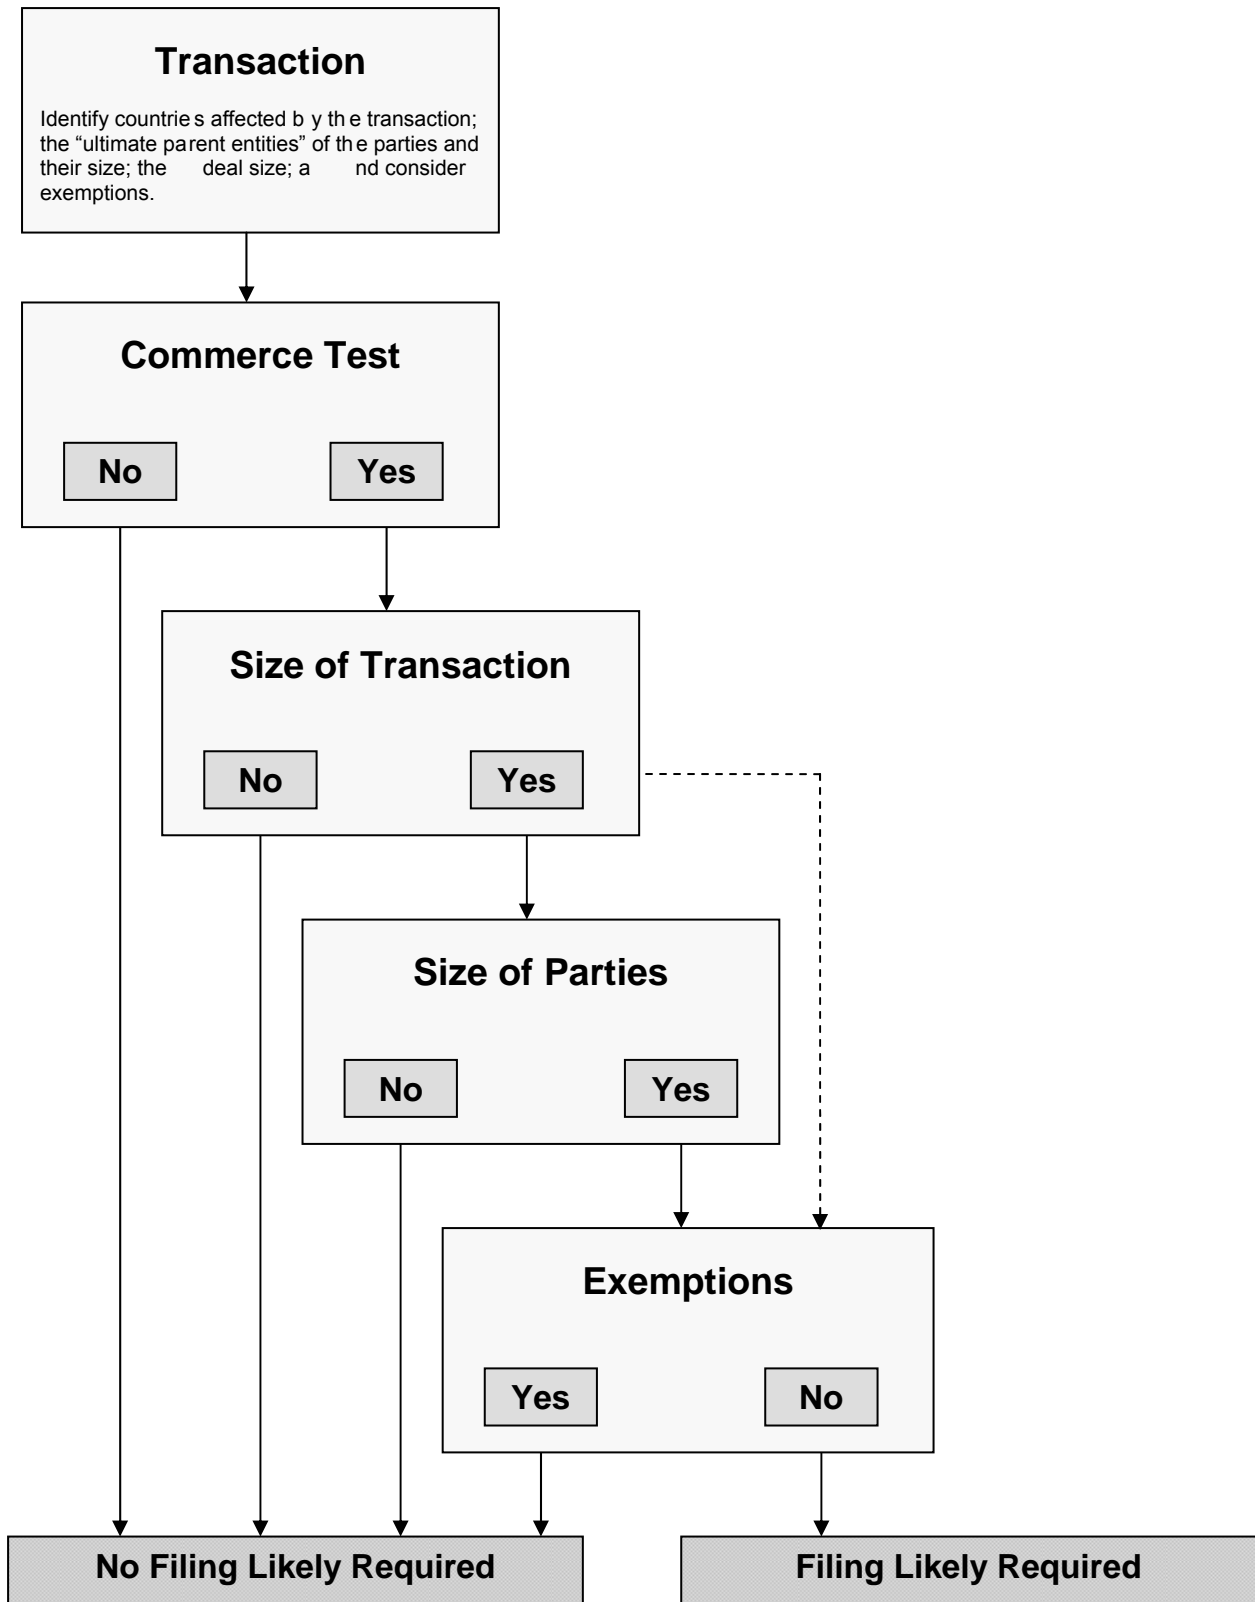 Transaction
Identify countries affected by the transaction;
the “ultimate parent entities” of the parties and
their size; the deal size; and consider
exemptions.
Commerce Test
No Yes
Size of Transaction
No Yes
Size of Parties
No Yes
Exemptions
Yes No
No Filing Likely Required
Filing Likely Required